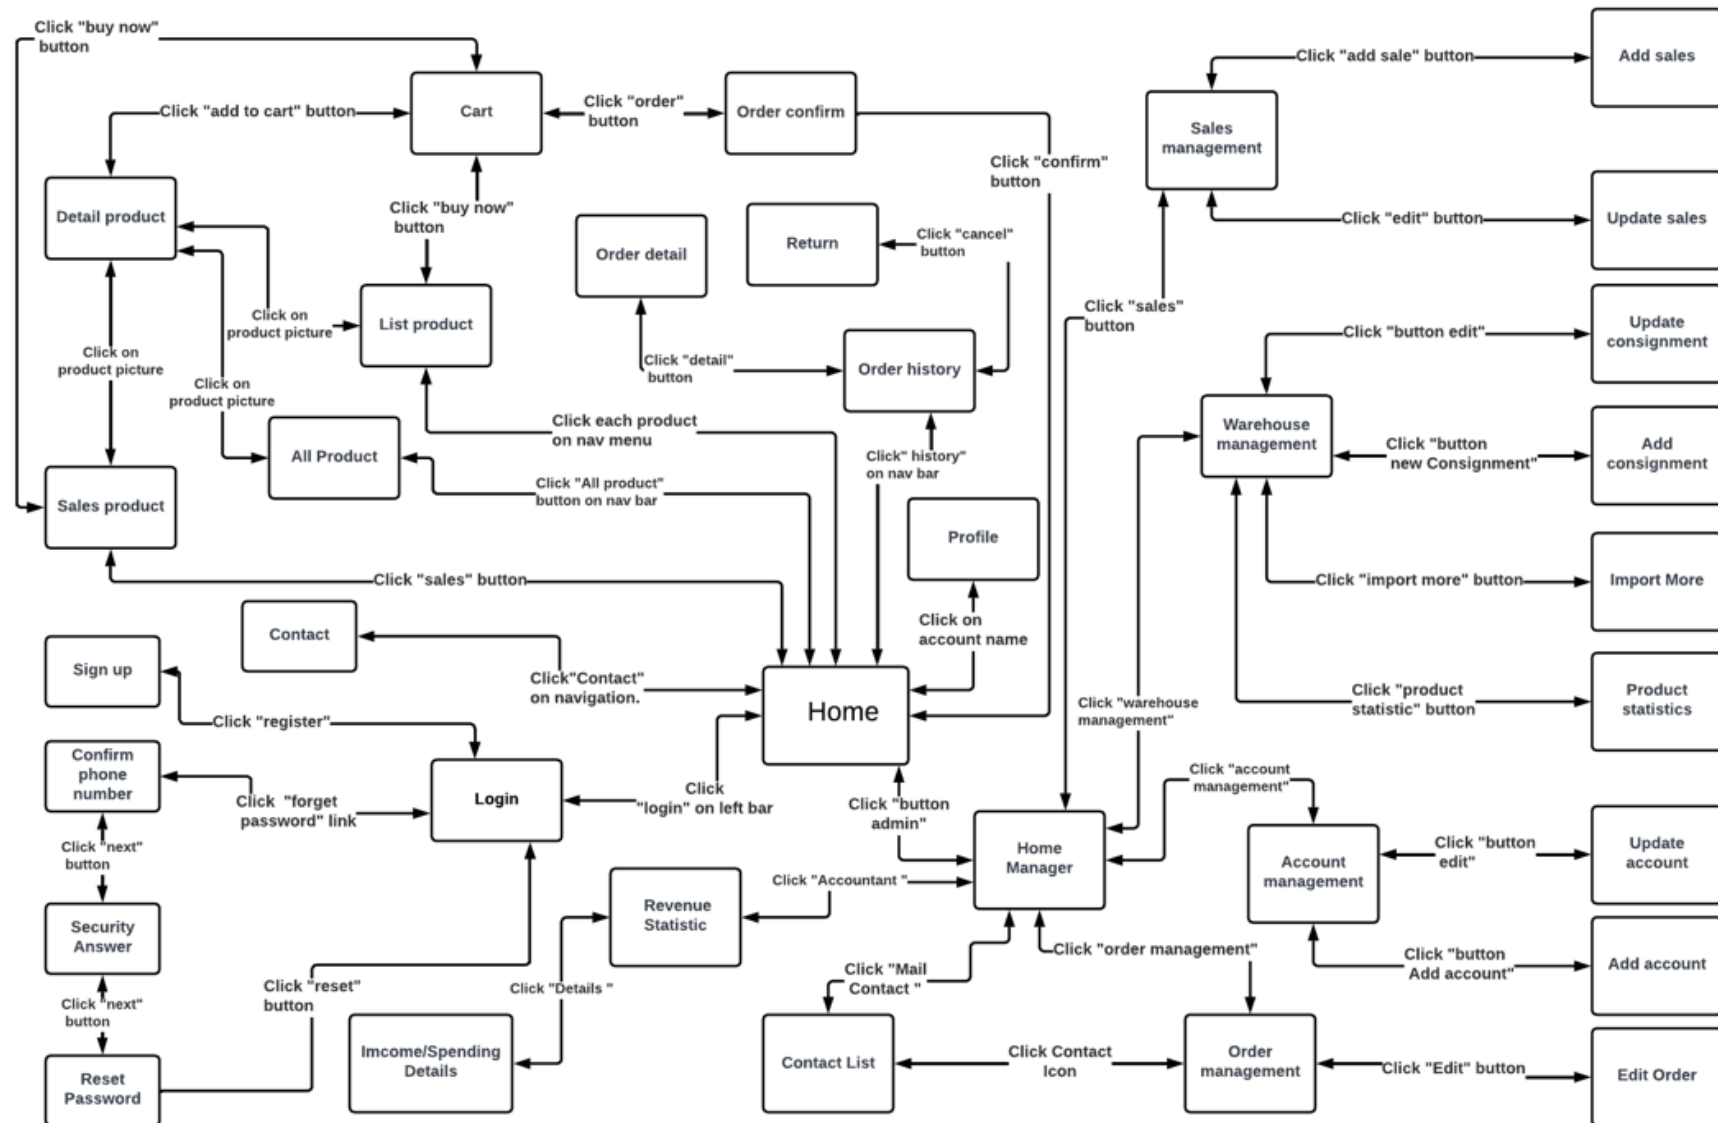 Click "buy now"
button
Click "add sale" button
Add sales
Click "add to cart" button
Cart
Click "order"
button
Order confirm
Sales
management
Click "confirm"
button
Detail product
Click "buy now"
button
Order detail
Return
Click "cancel"
button
Click "edit" button
Update sales
Click on
product picture
List product
Click "sales"
button
Click "button edit"
Update
consignment
Click on
product picture
Click "detail"
button
Order history
Click on
product picture
All Product
Click each product
on nav menu
Click" history"
on nav bar
Warehouse
management
Click "button
new Consignment"
Add
consignment
Sales product
Click "All product"
button on nav bar
Profile
Click "sales" button
Click "import more" button
Import More
Contact
Click on
account name
Sign up
Click"Contact"
on navigation.
Home
Click "register"
Click "warehouse
management"
Click "product
statistic" button
Product
statistics
Confirm
phone
number
Click "forget
password" link
Login
Click
"login" on left bar
Click "button
admin"
Click "account
management"
Home
Manager
Account
management
Click "button
edit"
Update
account
Click "next"
button
Click "Accountant "
Security
Answer
Revenue
Statistic
Click "order management"
Click "button
Add account"
Add account
Click "next"
button
Click "reset"
button
Click "Details "
Click "Mail
Contact "
Reset
Password
Imcome/Spending
Details
Contact List
Click Contact
Icon
Order
management
Click "Edit" button
Edit Order